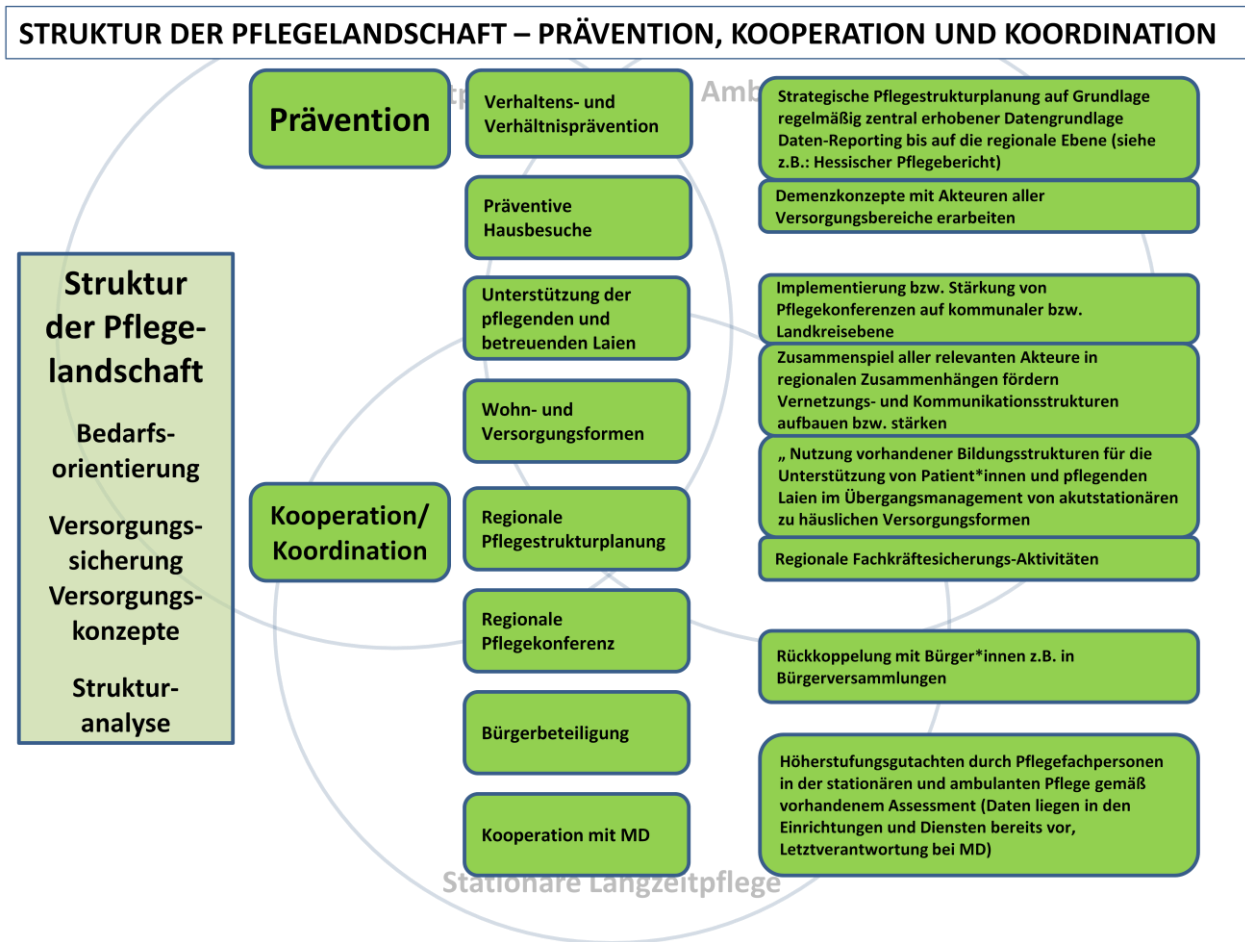 STRUKTUR DER PFLEGELANDSCHAFT – PRÄVENTION, KOOPERATION UND KOORDINATION
Struktur
der Pflege-
landschaft
Bedarfs-
orientierung
Versorgungs-
sicherung
Versorgungs-
konzepte
Struktur-
analyse
Prävention
Kooperation/
Koordination
Verhaltens- und
Verhältnisprävention
Präventive
Hausbesuche
Unterstützung der
pflegenden und
betreuenden Laien
Wohn- und
Versorgungsformen
Regionale
Pflegestrukturplanung
Regionale
Pflegekonferenz
Bürgerbeteiligung
Kooperation mit MD
Strategische Pflegestrukturplanung auf Grundlage
regelmäßig zentral erhobener Datengrundlage
Daten-Reporting bis auf die regionale Ebene (siehe
z.B.: Hessischer Pflegebericht)
Demenzkonzepte mit Akteuren aller
Versorgungsbereiche erarbeiten
Implementierung bzw. Stärkung von
Pflegekonferenzen auf kommunaler bzw.
Landkreisebene
Zusammenspiel aller relevanten Akteure in
regionalen Zusammenhängen fördern
Vernetzungs- und Kommunikationsstrukturen
aufbauen bzw. stärken
„ Nutzung vorhandener Bildungsstrukturen für die
Unterstützung von Patient*innen und pflegenden
Laien im Übergangsmanagement von akutstationären
zu häuslichen Versorgungsformen
Regionale Fachkräftesicherungs-Aktivitäten
Rückkoppelung mit Bürger*innen z.B. in
Bürgerversammlungen
Höherstufungsgutachten durch Pflegefachpersonen
in der stationären und ambulanten Pflege gemäß
vorhandenem Assessment (Daten liegen in den
Einrichtungen und Diensten bereits vor,
Letztverantwortung bei MD)
Stationäre Langzeitpflege